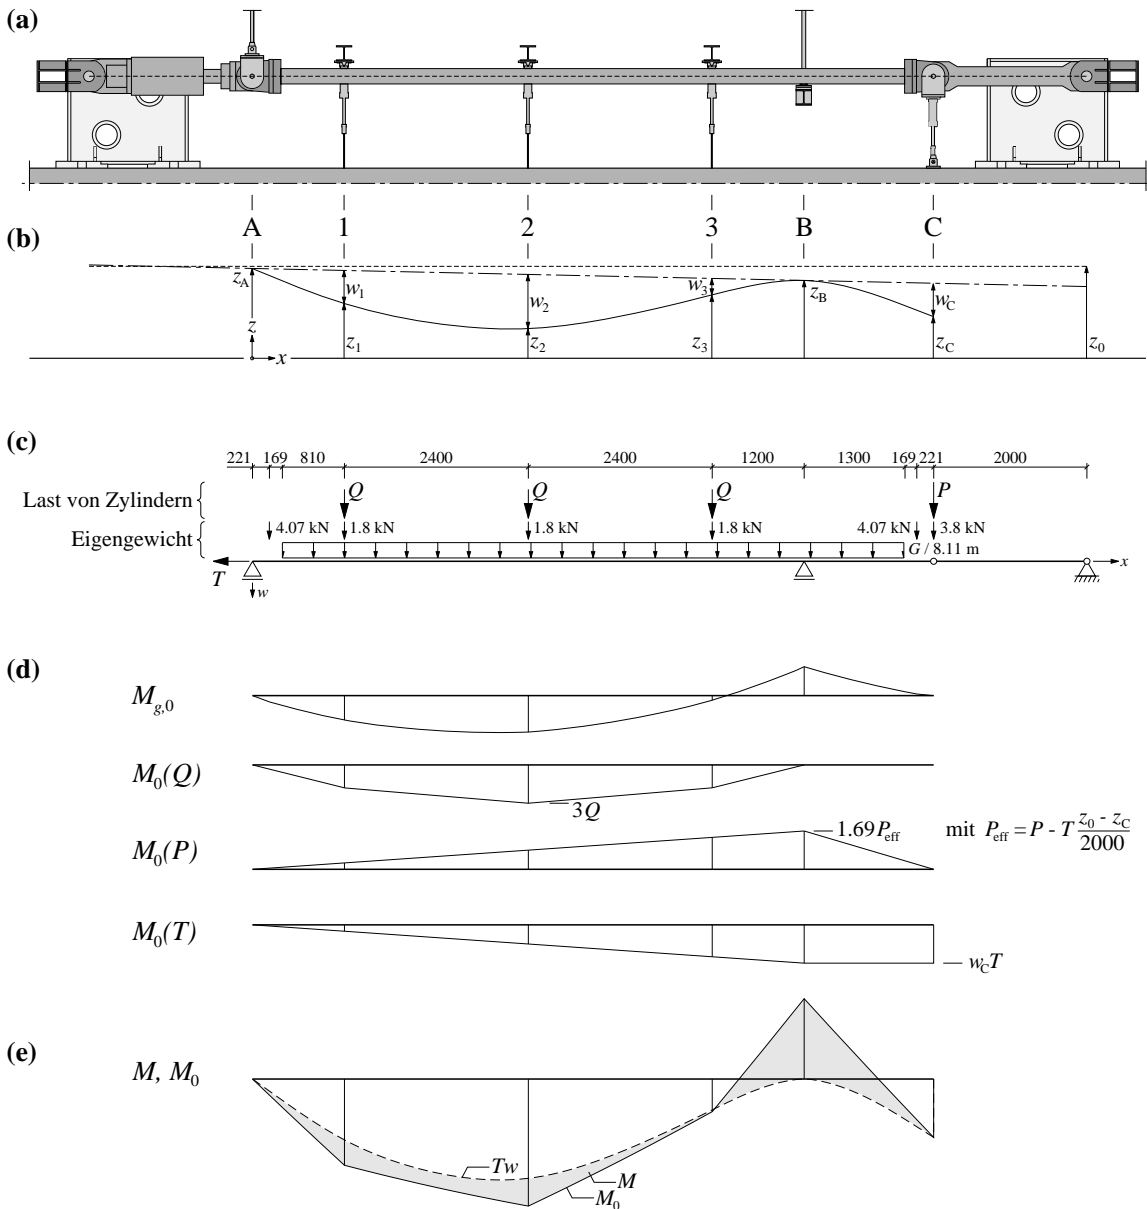 (a)
A 1 2 3 B C
(b)
z_A w_1 w_2 w_3 z_B w_C
z x z_1 z_2 z_3 z_C z_0
(c)
221 169 810 2400 2400 1200 1300 169 221 2000
Last von Zylindern Q Q Q P
Eigengewicht 4.07 kN 1.8 kN 1.8 kN 1.8 kN 4.07 kN 3.8 kN
G / 8.11 m
T w x
(d)
M_{g,0}
M_0(Q)
3Q
M_0(P) 1.69P_eff mit P_eff = P - T (z_0 - z_C)/2000
M_0(T)
w_C T
(e)
M, M_0
Tw M M_0